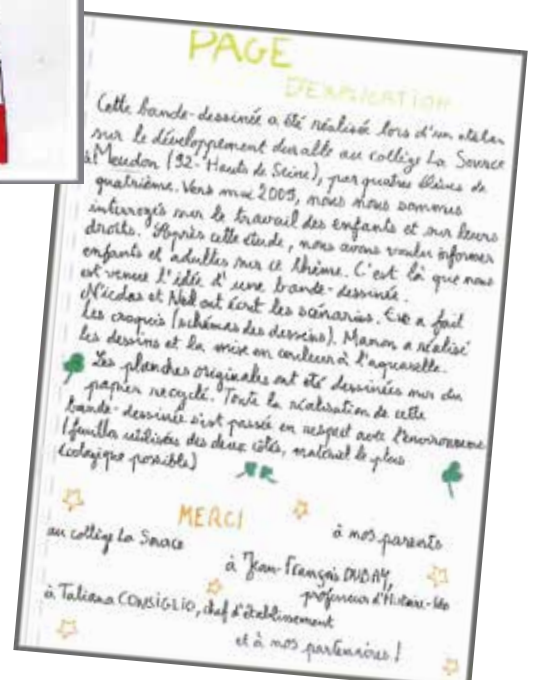 PAGE
D'EXPLICATION
Cette bande-dessinée a été réalisée lors d'un atelier
sur le développement durable au collège La Source
à Meudon (92-Hauts de Seine), par quatres élèves de
quatrième. Vers mai 2009, nous nous sommes
interrogés sur le travail des enfants et sur leurs
droits. Après cette étude, nous avons voulu informer
enfants et adultes sur ce thème. C'est là que nous
est venue l'idée d'une bande-dessinée.
Nicolas et Ned ont écrit les scénarios. Eve a fait
les croquis (schémas des dessins). Manon a réalisé
les dessins et la mise en couleur à l'aquarelle.
Les planches originales ont été dessinées sur du
papier recyclé. Toute la réalisation de cette
bande-dessinée s'est passée en respect avec l'environneme
(feuilles utilisées des deux côtés, matériel le plus
écologique possible)
MERCI
à nos parents
au collège La Source
à Jean-François DUBAY,
professeur d'Histoire-Géo
à Tatiana CONSIGLIO, chef d'établissement
et à nos partenaires !